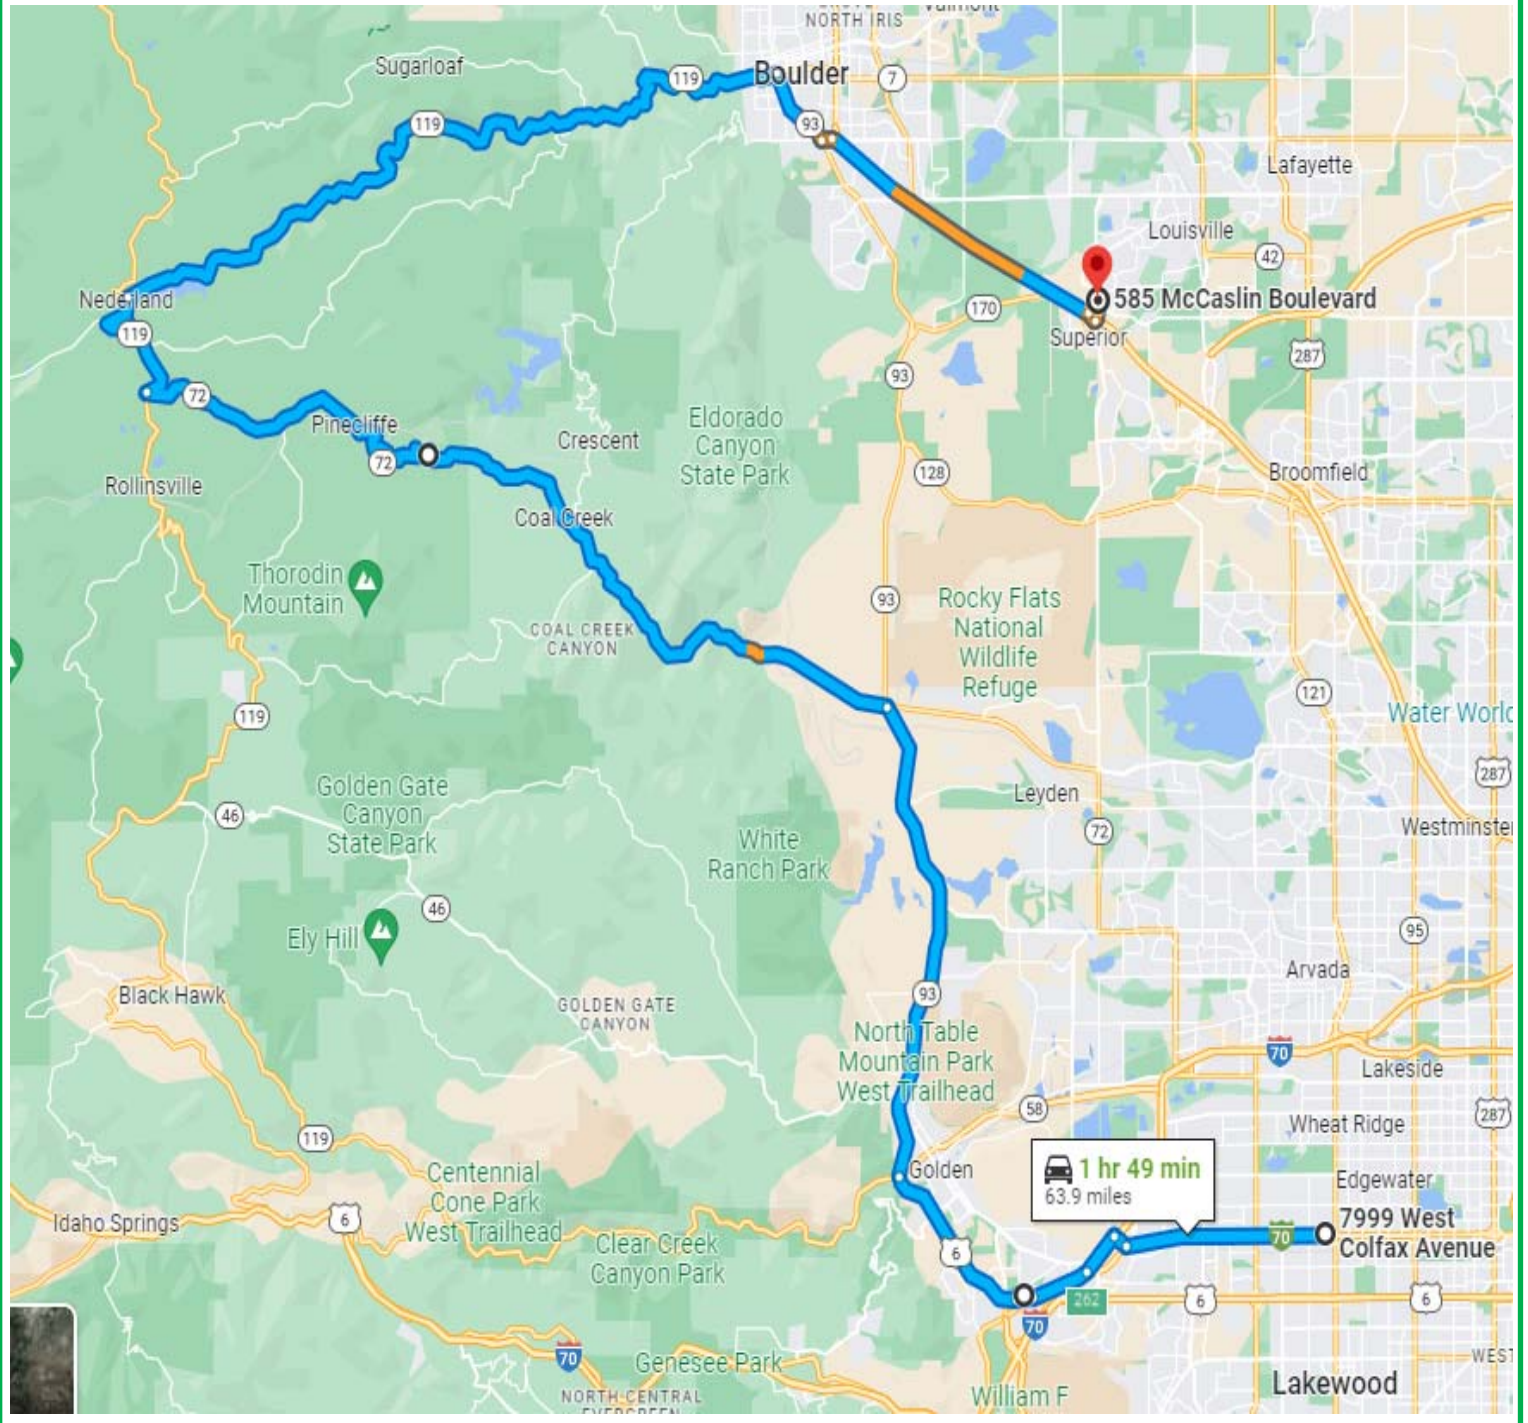 NORTH IRIS
Valmont
Sugarloaf
119
Boulder
7
119
93
Lafayette
Louisville
42
Nederland
585 McCaslin Boulevard
170
119
Superior
287
93
72
Pinecliffe
Eldorado
Canyon
State Park
Crescent
72
128
Broomfield
Rollinsville
Coal Creek
Thorodin
Mountain
93
Rocky Flats
National
Wildlife
Refuge
COAL CREEK
CANYON
121
119
Water World
287
Golden Gate
Canyon
State Park
Leyden
46
White
Ranch Park
72
Westminster
46
Ely Hill
95
Arvada
Black Hawk
93
GOLDEN GATE
CANYON
North Table
Mountain Park
West Trailhead
70
Lakeside
58
287
Wheat Ridge
119
1 hr 49 min
63.9 miles
Golden
Centennial
Cone Park
West Trailhead
Edgewater
Idaho Springs
6
7999 West
Colfax Avenue
70
Clear Creek
Canyon Park
6
262
6
6
70
70
Genesee Park
WEST
Lakewood
NORTH CENTRAL
EVERGREEN
William F